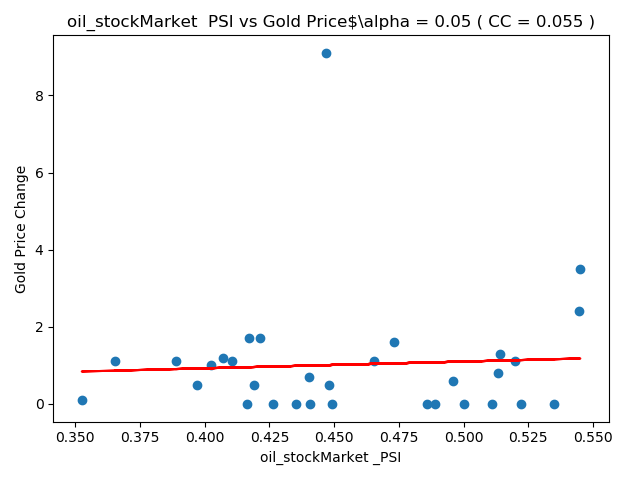 oil_stockMarket  PSI vs Gold Price$\alpha = 0.05 ( CC = 0.055 )
8
6
4
2
0
Gold Price Change
0.350 0.375 0.400 0.425 0.450 0.475 0.500 0.525 0.550
oil_stockMarket _PSI